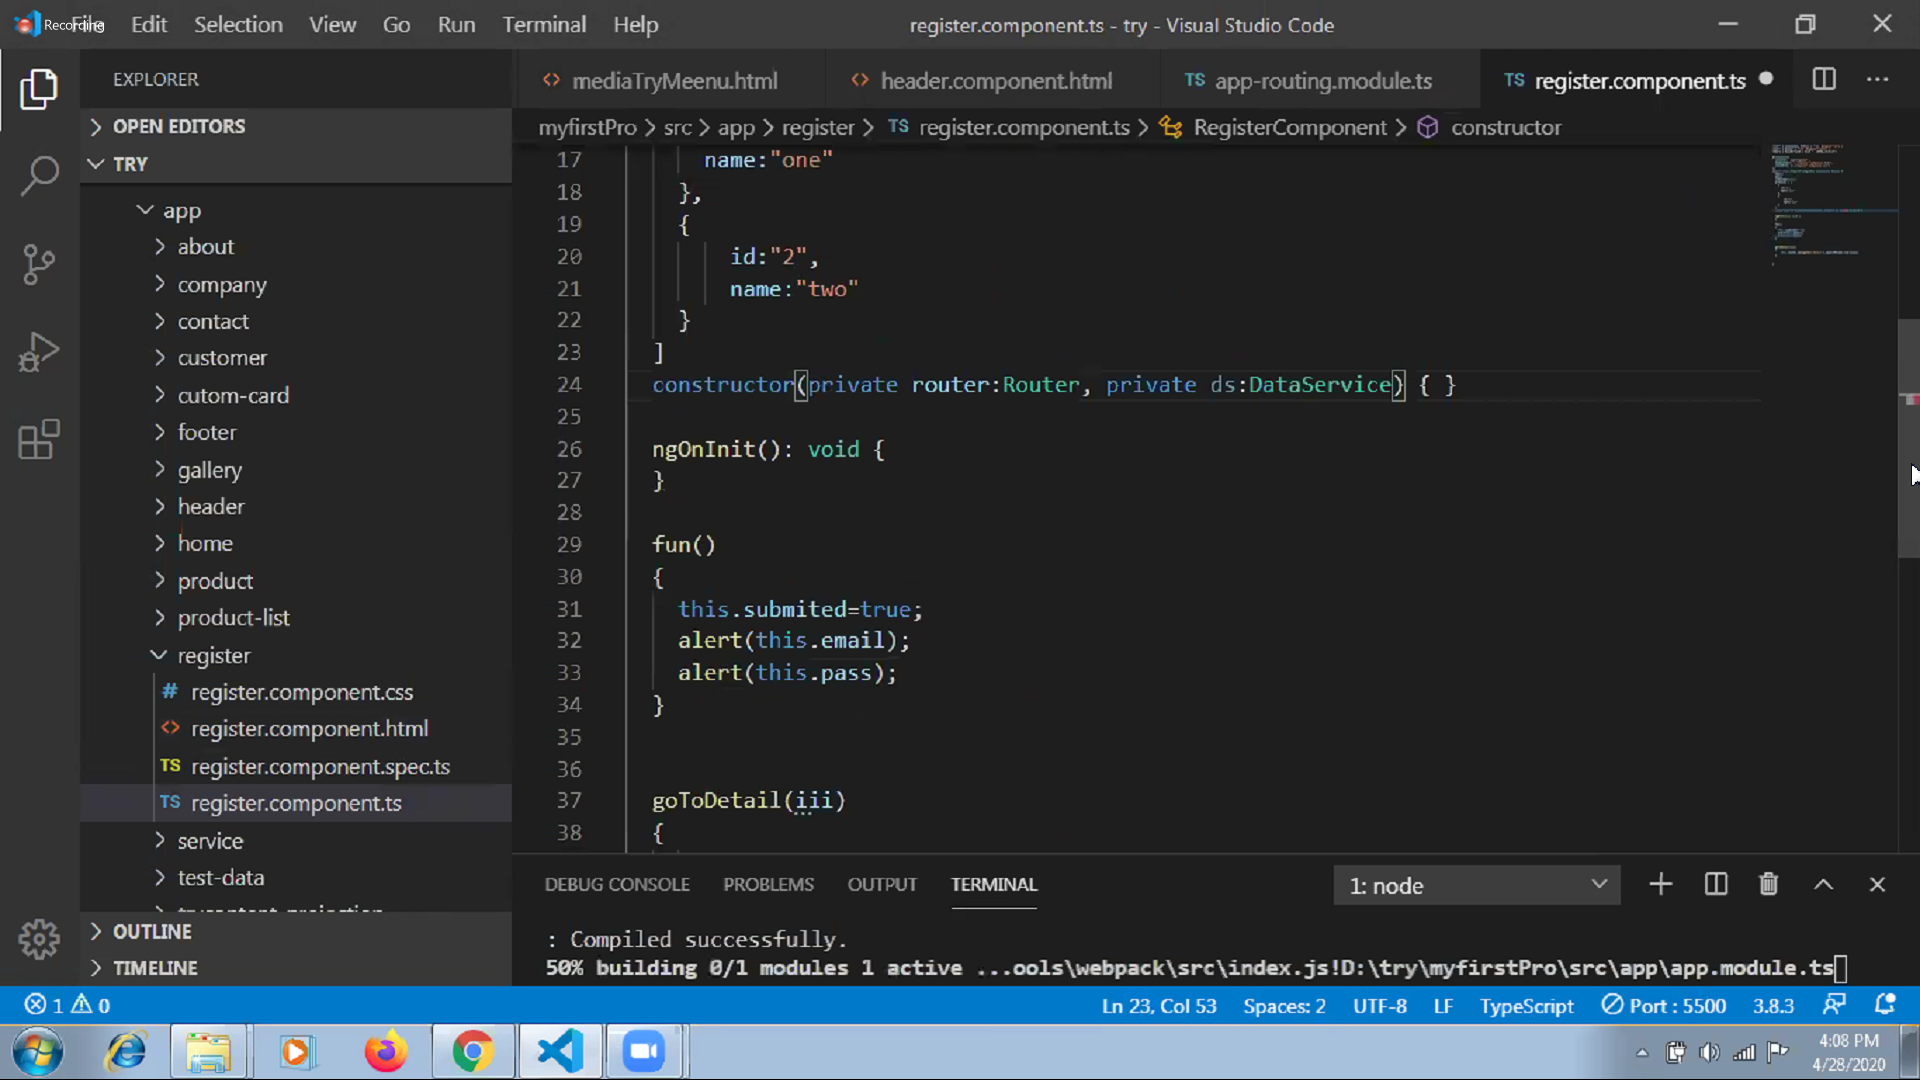 Recording
File Edit Selection View Go Run Terminal Help
register.component.ts - try - Visual Studio Code
EXPLORER
mediaTryMeenu.html
header.component.html
TS app-routing.module.ts
TS register.component.ts
OPEN EDITORS
myfirstPro > src > app > register > TS register.component.ts > RegisterComponent > constructor
TRY
app
about
company
contact
customer
cutom-card
footer
gallery
header
home
product
product-list
register
# register.component.css
register.component.html
TS register.component.spec.ts
TS register.component.ts
service
test-data
OUTLINE
TIMELINE
17 name:"one"
18 },
19 {
20 id:"2",
21 name:"two"
22 }
23 ]
24 constructor(private router:Router, private ds:DataService) { }
25
26 ngOnInit(): void {
27 }
28
29 fun()
30 {
31 this.submited=true;
32 alert(this.email);
33 alert(this.pass);
34 }
35
36
37 goToDetail(iii)
38 {
DEBUG CONSOLE PROBLEMS OUTPUT TERMINAL
1: node
: Compiled successfully.
50% building 0/1 modules 1 active ...ools\webpack\src\index.js!D:\try\myfirstPro\src\app\app.module.ts
1 0
Ln 23, Col 53 Spaces: 2 UTF-8 LF TypeScript Port : 5500 3.8.3
4:08 PM
4/28/2020